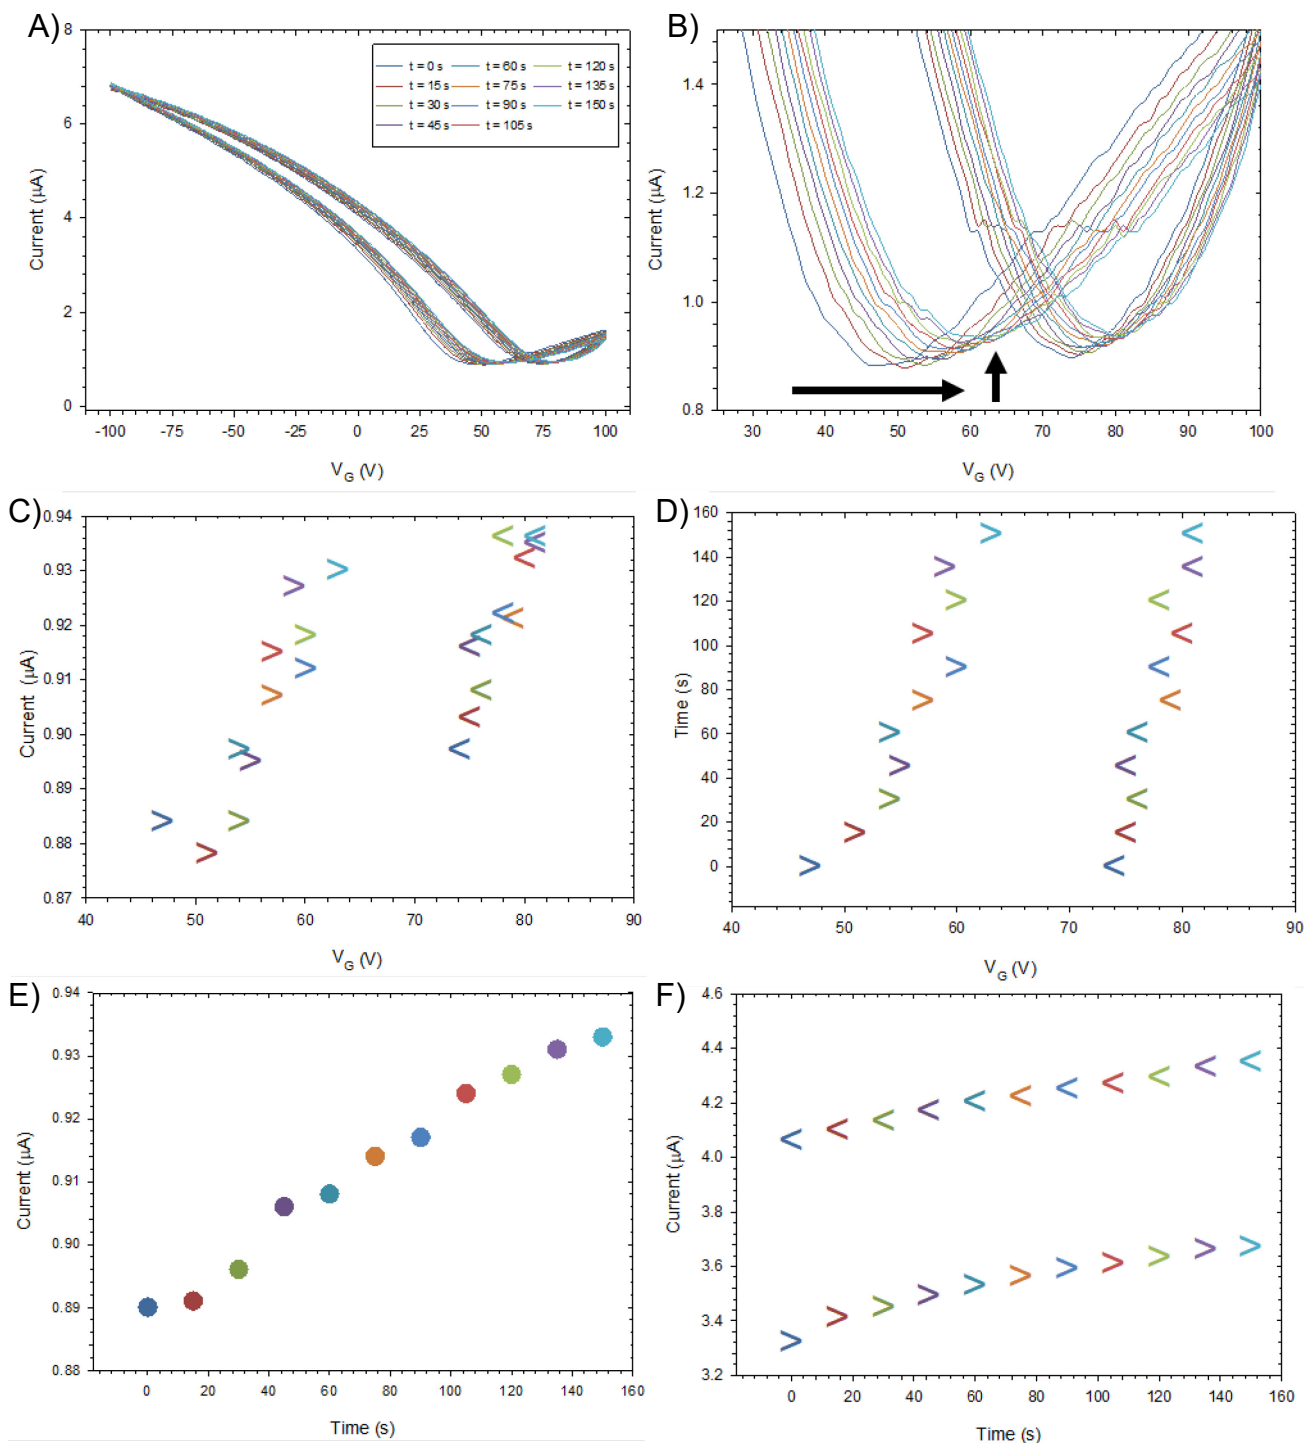 A)
8
6
4
2
0
Current (µA)
t = 0 s
t = 15 s
t = 30 s
t = 45 s
t = 60 s
t = 75 s
t = 90 s
t = 105 s
t = 120 s
t = 135 s
t = 150 s
-100 -75 -50 -25 0 25 50 75 100
V_G (V)
B)
1.4
1.2
1.0
0.8
Current (µA)
30 40 50 60 70 80 90 100
V_G (V)
C)
0.94
0.93
0.92
0.91
0.90
0.89
0.88
0.87
Current (µA)
40 50 60 70 80 90
V_G (V)
D)
160
140
120
100
80
60
40
20
0
Time (s)
40 50 60 70 80 90
V_G (V)
E)
0.94
0.93
0.92
0.91
0.90
0.89
0.88
Current (µA)
0 20 40 60 80 100 120 140 160
Time (s)
F)
4.6
4.4
4.2
4.0
3.8
3.6
3.4
3.2
Current (µA)
0 20 40 60 80 100 120 140 160
Time (s)